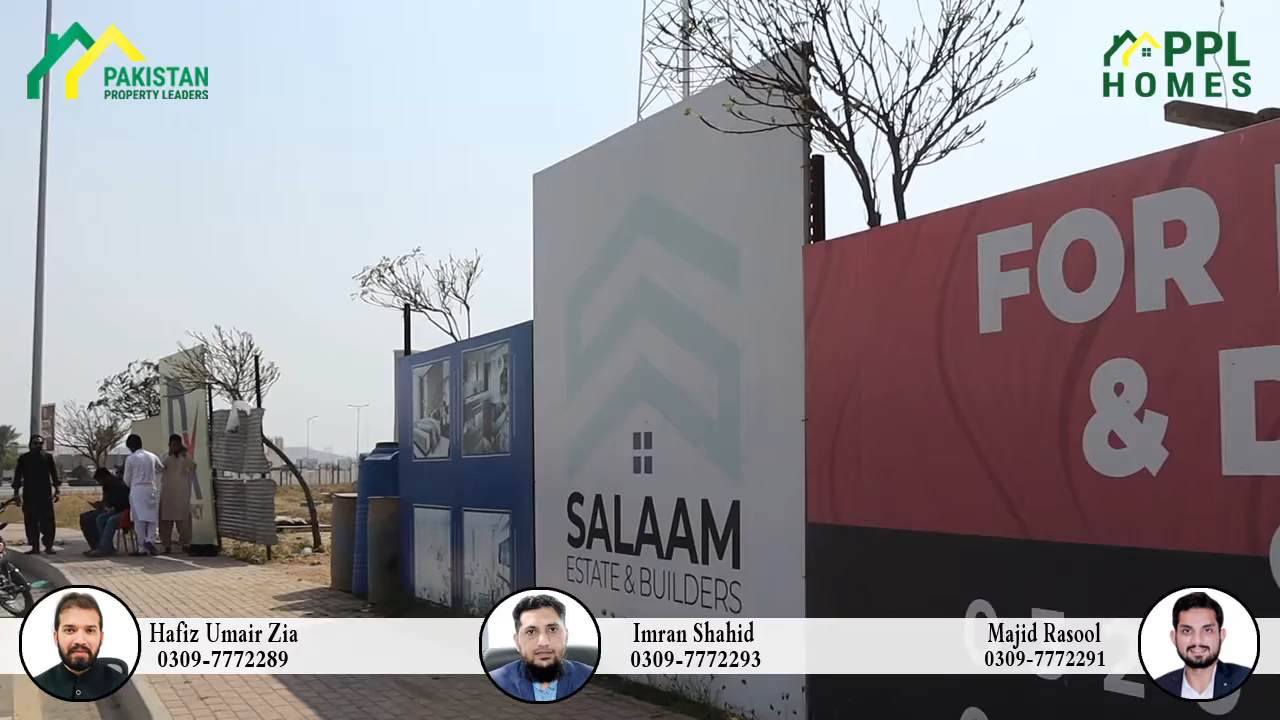 PAKISTAN
PROPERTY LEADERS
PPL
HOMES
FOR
&
SALAAM
ESTATE & BUILDERS
Hafiz Umair Zia
0309-7772289
Imran Shahid
0309-7772293
Majid Rasool
0309-7772291